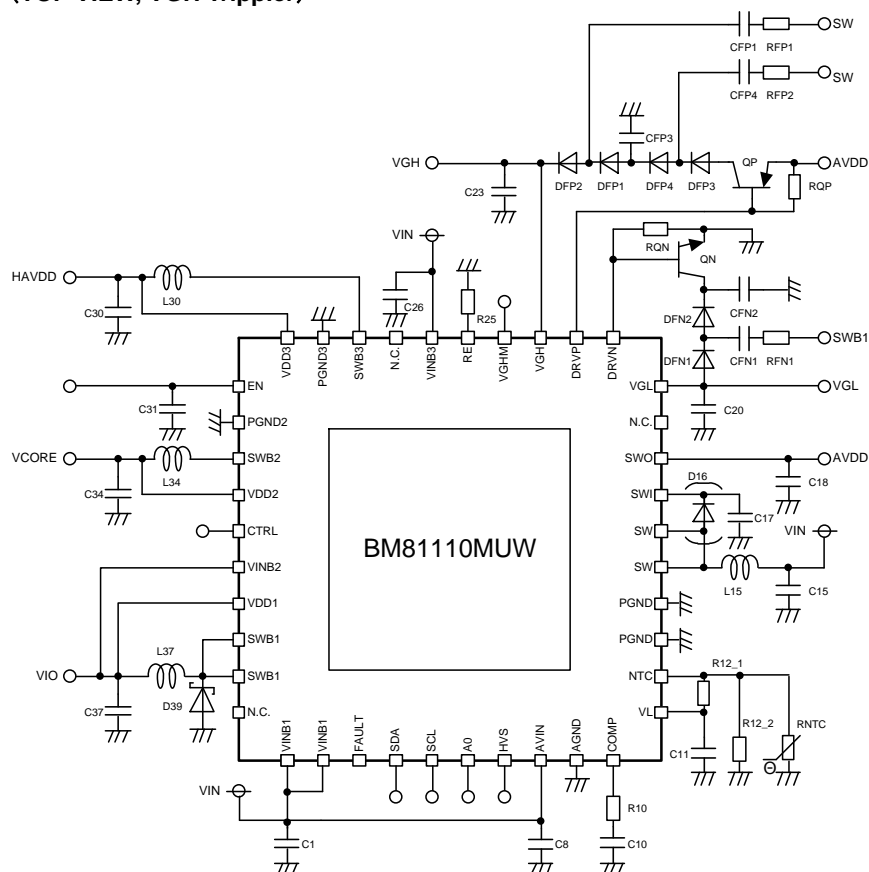 SW
CFP1 RFP1
SW
CFP4 RFP2
CFP3
VGH
QP
AVDD
DFP2 DFP1 DFP4 DFP3
RQP
C23
VIN
RQN
QN
HAVDD
L30
C30
C26
R25
CFN2
DFN2
SWB1
DFN1
CFN1 RFN1
VDD3
PGND3
SWB3
N.C.
VINB3
RE
VGHM
VGH
DRVP
DRVN
EN
C31
VGL
VGL
C20
PGND2
N.C.
VCORE
L34
C34
SWB2
SWO
AVDD
C18
VDD2
SWI
D16
C17
VIN
CTRL
SW
BM81110MUW
VINB2
SW
L15
C15
VDD1
PGND
SWB1
PGND
VIO
L37
SWB1
NTC
R12_1
C37
D39
N.C.
VL
C11
R12_2
RNTC
VINB1
VINB1
FAULT
SDA
SCL
A0
HVS
AVIN
AGND
COMP
VIN
R10
C1
C8
C10